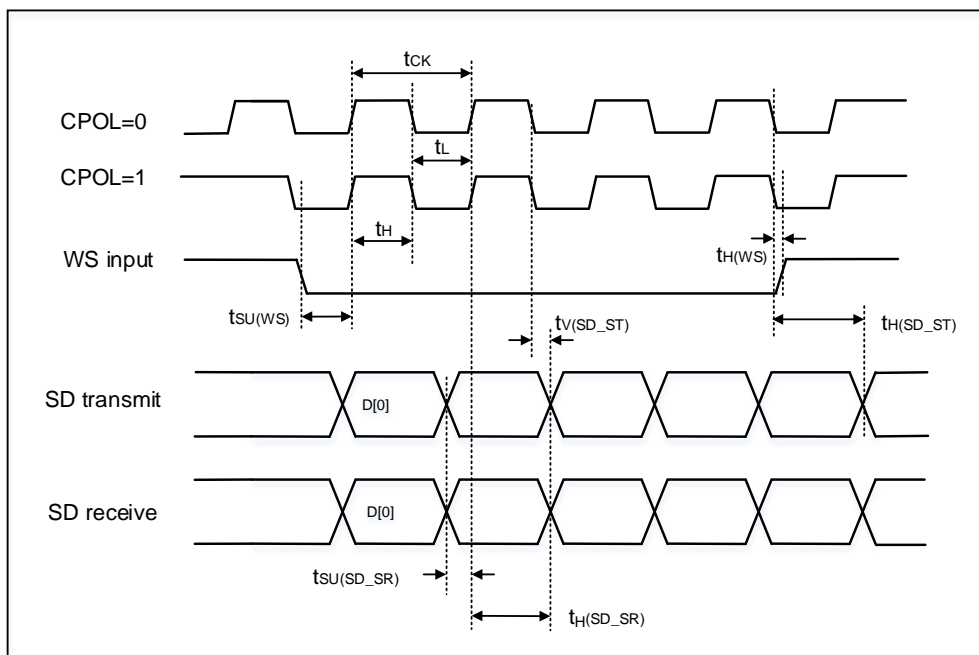 tCK
CPOL=0
tL
CPOL=1
tH
WS input
tH(WS)
tSU(WS)
tV(SD_ST)
tH(SD_ST)
SD transmit
D[0]
SD receive
D[0]
tSU(SD_SR)
tH(SD_SR)